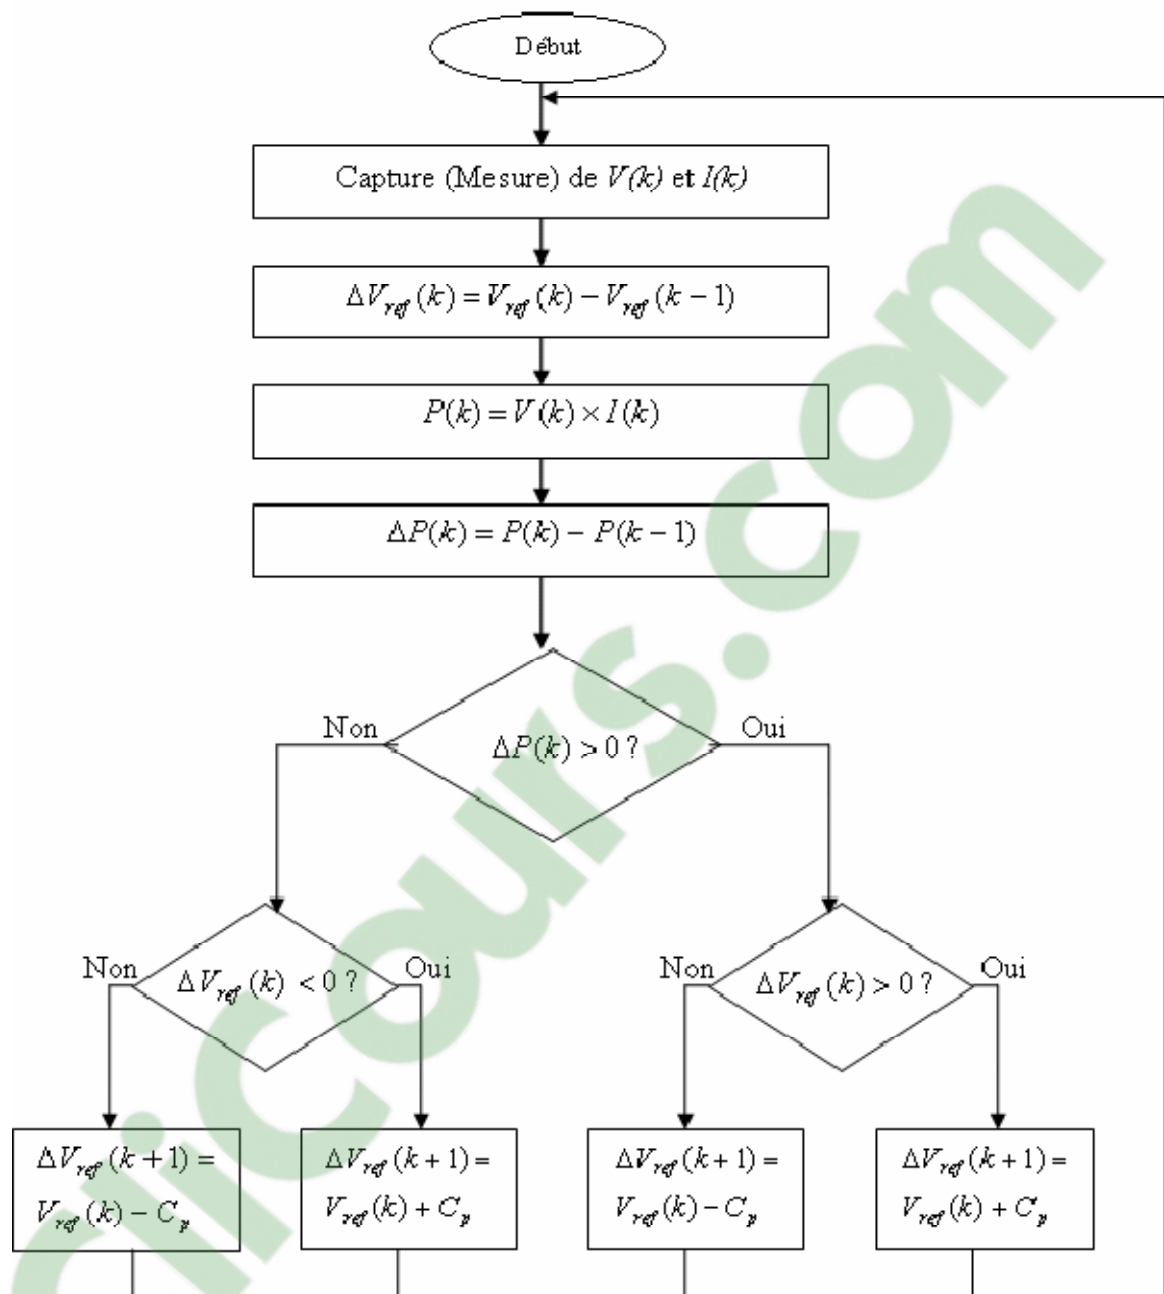 Début
Capture (Mesure) de V(k) et I(k)
ΔV_ref(k) = V_ref(k) − V_ref(k − 1)
P(k) = V(k) × I(k)
ΔP(k) = P(k) − P(k − 1)
Non
ΔP(k) > 0 ?
Oui
Non
ΔV_ref(k) < 0 ?
Oui
Non
ΔV_ref(k) > 0 ?
Oui
ΔV_ref(k + 1) =
V_ref(k) − C_p
ΔV_ref(k + 1) =
V_ref(k) + C_p
ΔV_ref(k + 1) =
V_ref(k) − C_p
ΔV_ref(k + 1) =
V_ref(k) + C_p
clicours.com